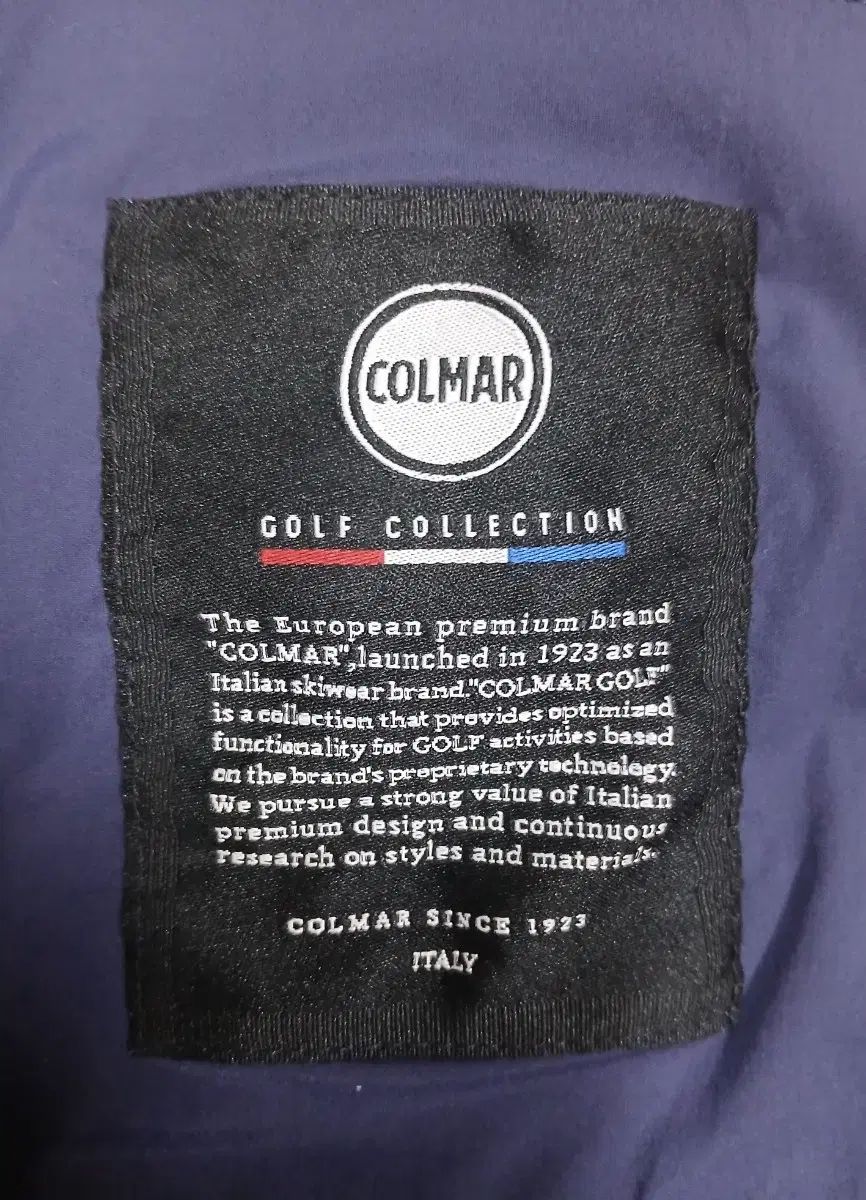 COLMAR
GOLF COLLECTION
The European premium brand
"COLMAR",launched in 1923 as an
Italian skiwear brand."COLMAR GOLF"
is a collection that provides optimized
functionality for GOLF activities based
on the brand's proprietary technology.
We pursue a strong value of Italian
premium design and continuous
research on styles and materials.
COLMAR SINCE 1923
ITALY